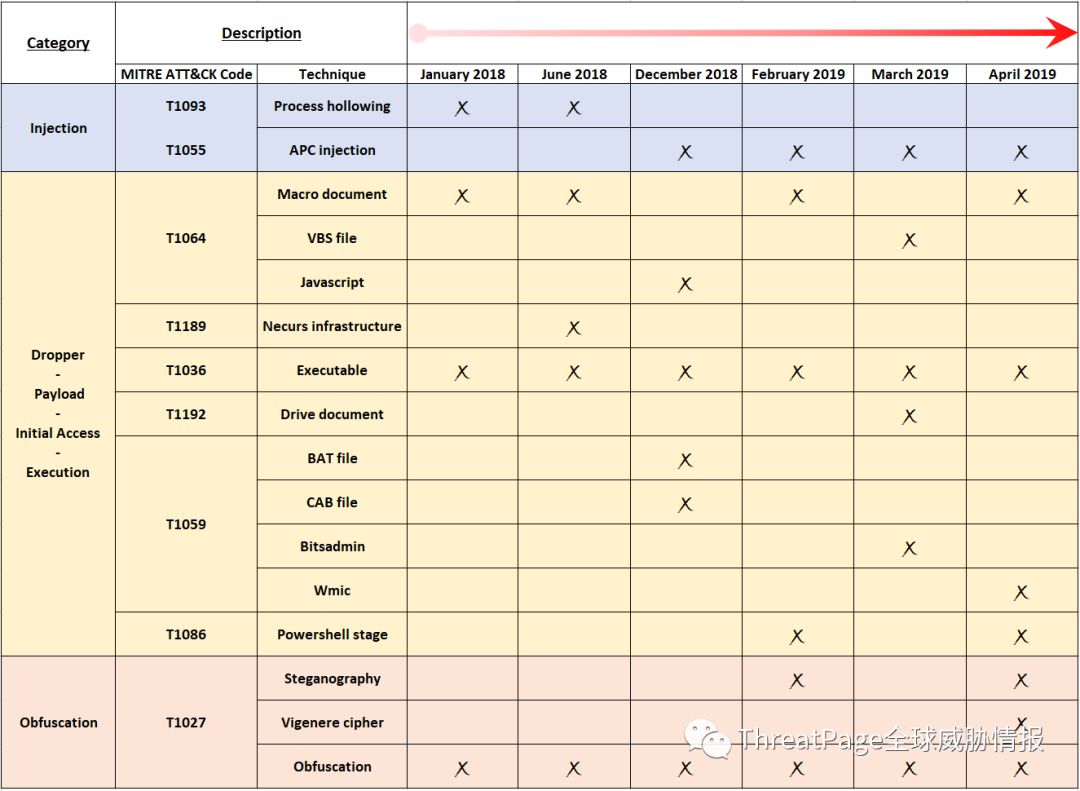 Category
Description
MITRE ATT&CK Code Technique January 2018 June 2018 December 2018 February 2019 March 2019 April 2019
Injection
T1093 Process hollowing X X
T1055 APC injection X X X X
Dropper
-
Payload
-
Initial Access
-
Execution
T1064
Macro document X X X X
VBS file X
Javascript X
T1189 Necurs infrastructure X
T1036 Executable X X X X X X
T1192 Drive document X
T1059
BAT file X
CAB file X
Bitsadmin X
Wmic X
T1086 Powershell stage X X
Obfuscation
T1027
Steganography X X
Vigenere cipher X
Obfuscation X X X X X X
ThreatPage全球威胁情报